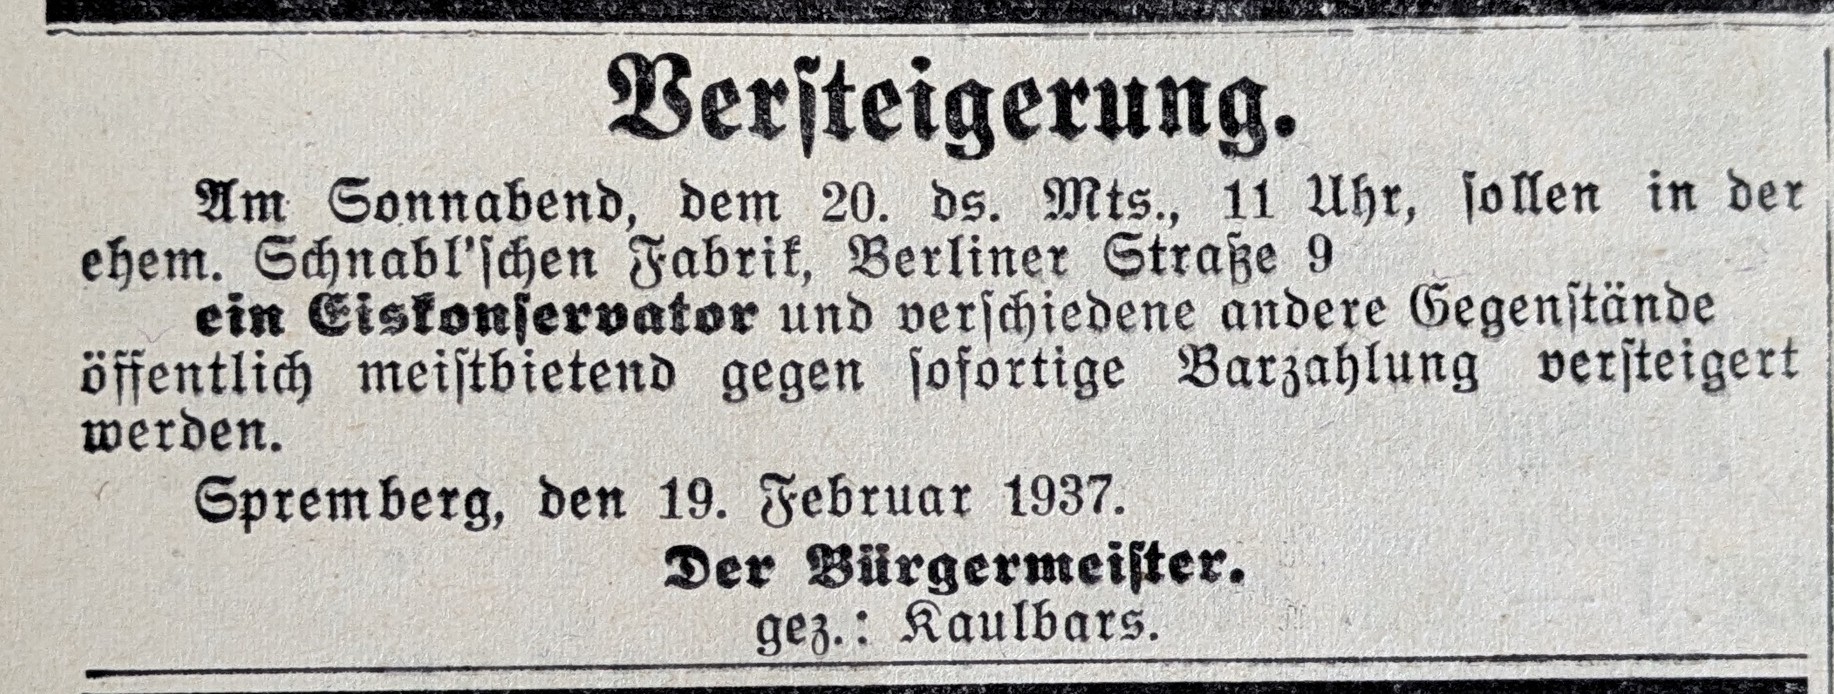 Versteigerung.
Am Sonnabend, dem 20. ds. Mts., 11 Uhr, sollen in der
ehem. Schnabl'schen Fabrik, Berliner Straße 9
ein Eiskonservator und verschiedene andere Gegenstände
öffentlich meistbietend gegen sofortige Barzahlung versteigert
werden.
Spremberg, den 19. Februar 1937.
Der Bürgermeister.
gez.: Kaulbars.